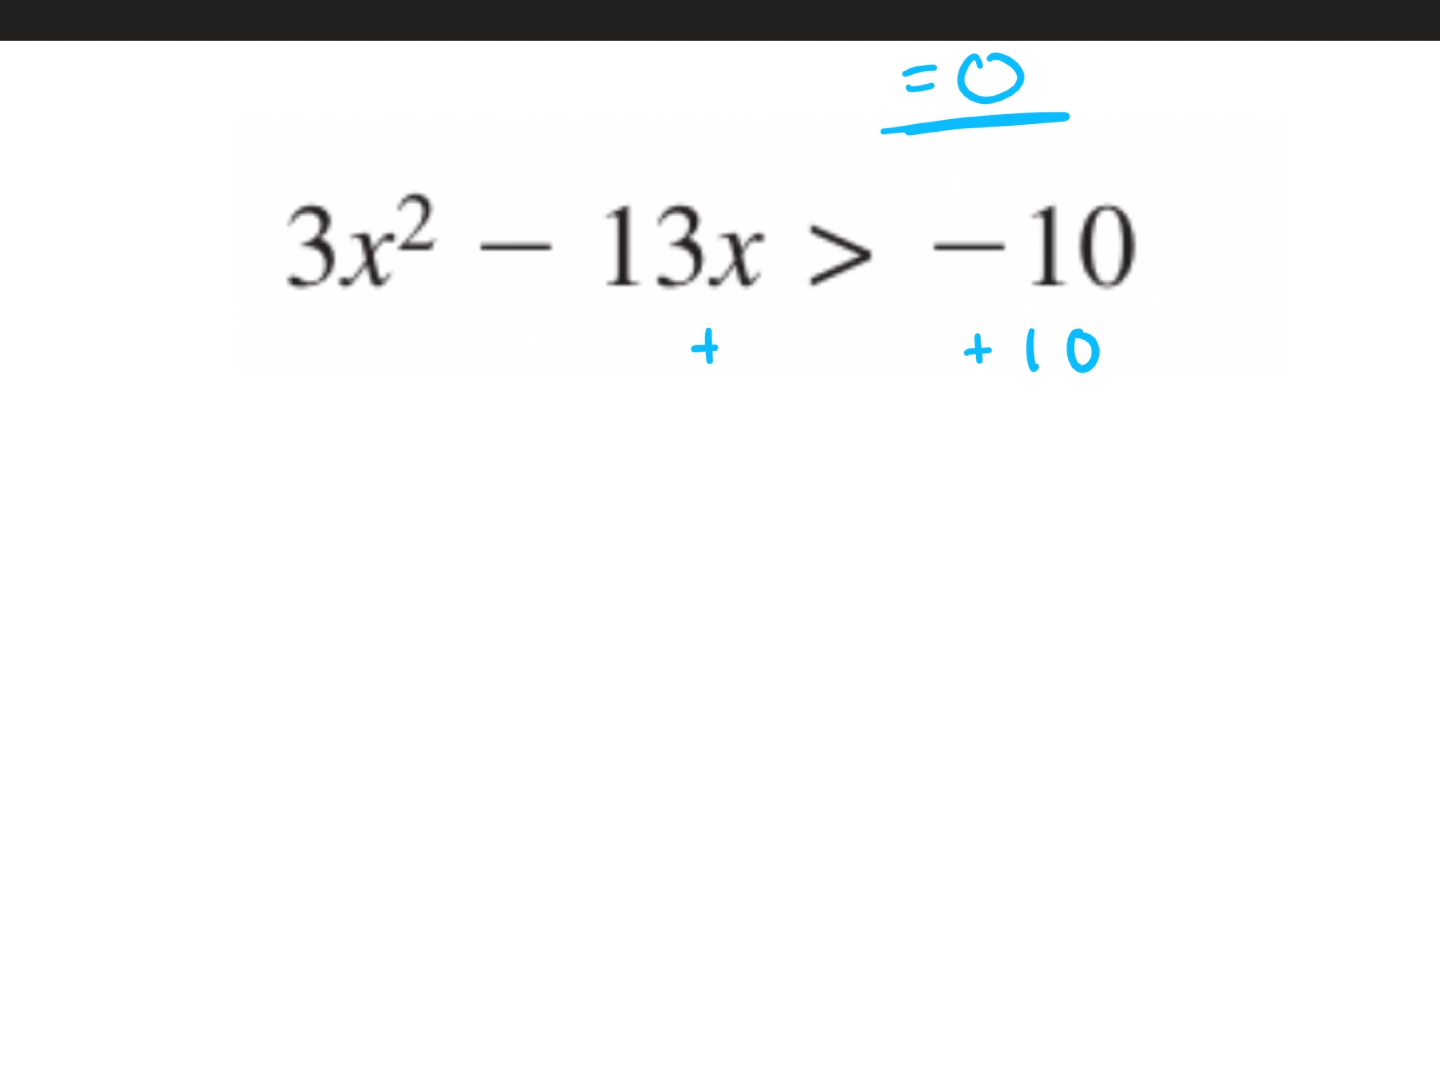 = 0
3x² − 13x > −10
+ + 10